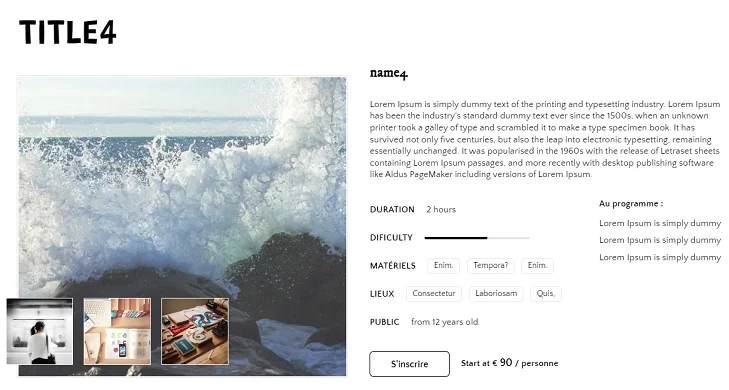 TITLE4
name4
Lorem Ipsum is simply dummy text of the printing and typesetting industry. Lorem Ipsum
has been the industry's standard dummy text ever since the 1500s, when an unknown
printer took a galley of type and scrambled it to make a type specimen book. It has
survived not only five centuries, but also the leap into electronic typesetting, remaining
essentially unchanged. It was popularised in the 1960s with the release of Letraset sheets
containing Lorem Ipsum passages, and more recently with desktop publishing software
like Aldus PageMaker including versions of Lorem Ipsum.
DURATION 2 hours
DIFICULTY
MATÉRIELS Enim. Tempora? Enim.
LIEUX Consectetur Laboriosam Quis,
PUBLIC from 12 years old
Au programme :
Lorem Ipsum is simply dummy
Lorem Ipsum is simply dummy
Lorem Ipsum is simply dummy
S'inscrire Start at € 90 / personne